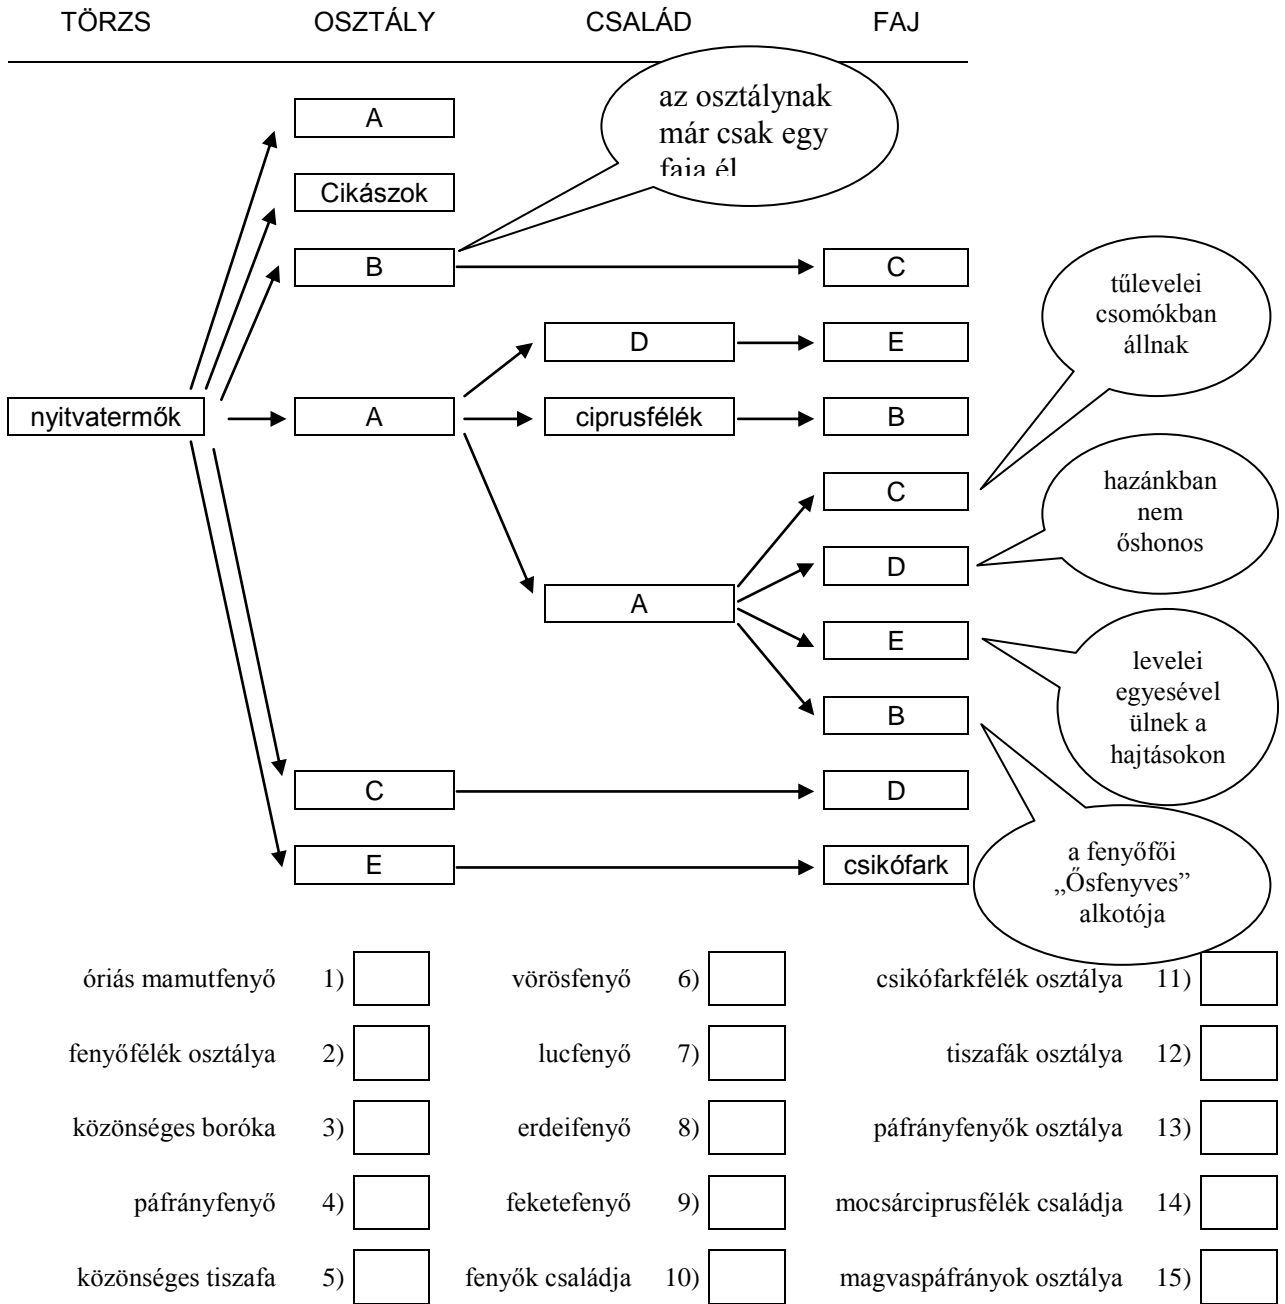 TÖRZS OSZTÁLY CSALÁD FAJ
A
az osztálynak
már csak egy
faja él
Cikászok
B C
tűlevelei
csomókban
állnak
D E
nyitvatermők A ciprusfélék B
C
hazánkban
nem
őshonos
D
A
E
levelei
egyesével
ülnek a
hajtásokon
B
C D
E csikófark
a fenyőfői
„Ősfenyves”
alkotója
óriás mamutfenyő 1) vörösfenyő 6) csikófarkfélék osztálya 11)
fenyőfélék osztálya 2) lucfenyő 7) tiszafák osztálya 12)
közönséges boróka 3) erdeifenyő 8) páfrányfenyők osztálya 13)
páfrányfenyő 4) feketefenyő 9) mocsárciprusfélék családja 14)
közönséges tiszafa 5) fenyők családja 10) magvaspáfrányok osztálya 15)